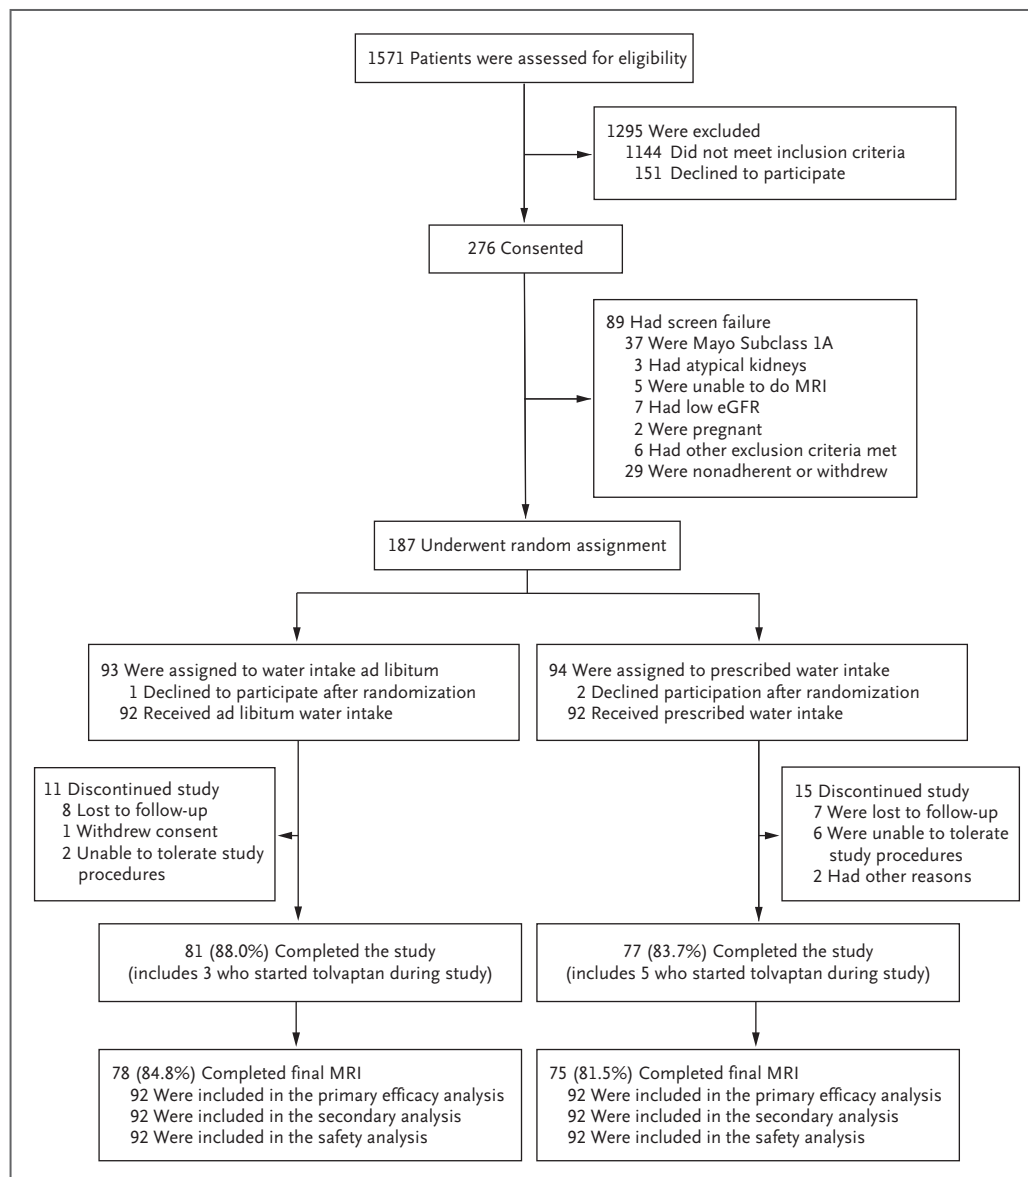 1571 Patients were assessed for eligibility
1295 Were excluded
1144 Did not meet inclusion criteria
151 Declined to participate
276 Consented
89 Had screen failure
37 Were Mayo Subclass 1A
3 Had atypical kidneys
5 Were unable to do MRI
7 Had low eGFR
2 Were pregnant
6 Had other exclusion criteria met
29 Were nonadherent or withdrew
187 Underwent random assignment
93 Were assigned to water intake ad libitum
1 Declined to participate after randomization
92 Received ad libitum water intake
94 Were assigned to prescribed water intake
2 Declined participation after randomization
92 Received prescribed water intake
11 Discontinued study
8 Lost to follow-up
1 Withdrew consent
2 Unable to tolerate study
procedures
15 Discontinued study
7 Were lost to follow-up
6 Were unable to tolerate
study procedures
2 Had other reasons
81 (88.0%) Completed the study
(includes 3 who started tolvaptan during study)
77 (83.7%) Completed the study
(includes 5 who started tolvaptan during study)
78 (84.8%) Completed final MRI
92 Were included in the primary efficacy analysis
92 Were included in the secondary analysis
92 Were included in the safety analysis
75 (81.5%) Completed final MRI
92 Were included in the primary efficacy analysis
92 Were included in the secondary analysis
92 Were included in the safety analysis